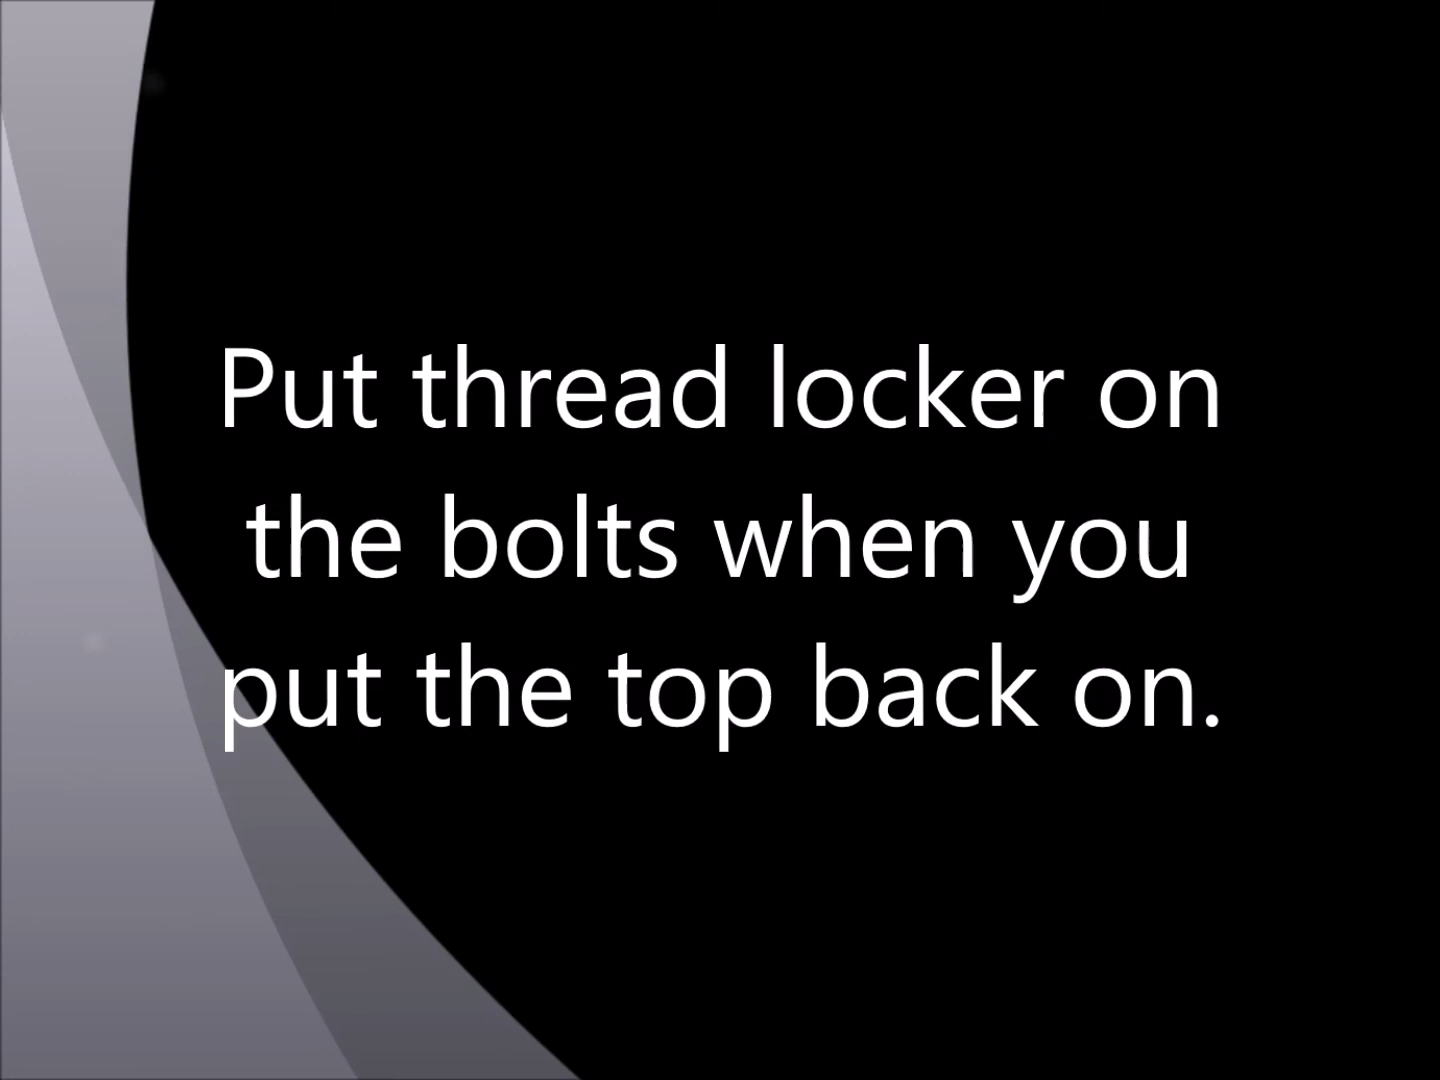 Put thread locker on
the bolts when you
put the top back on.